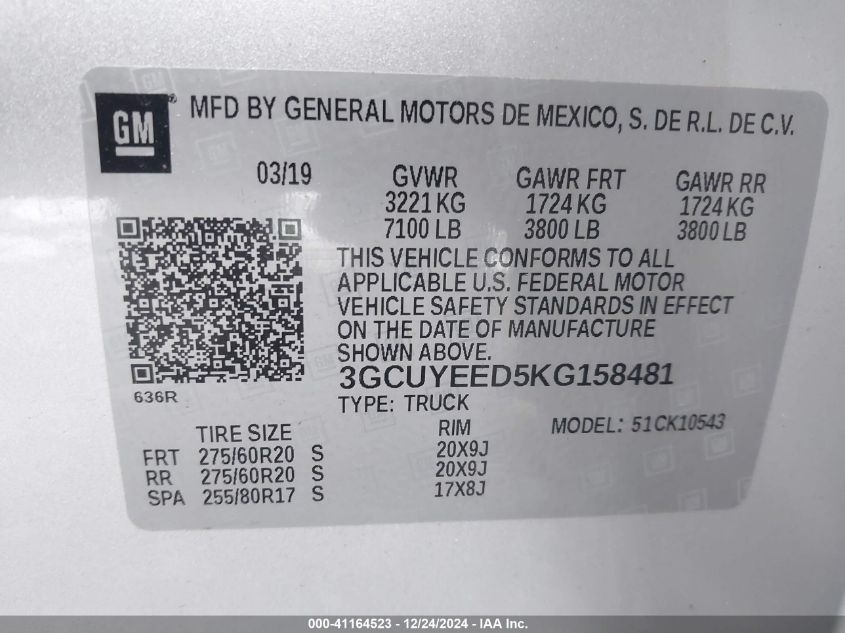 GM
MFD BY GENERAL MOTORS DE MEXICO, S. DE R.L. DE C.V.
03/19 GVWR GAWR FRT GAWR RR
3221 KG 1724 KG 1724 KG
7100 LB 3800 LB 3800 LB
THIS VEHICLE CONFORMS TO ALL
APPLICABLE U.S. FEDERAL MOTOR
VEHICLE SAFETY STANDARDS IN EFFECT
ON THE DATE OF MANUFACTURE
SHOWN ABOVE.
3GCUYEED5KG158481
636R
TYPE: TRUCK
MODEL: 51CK10543
TIRE SIZE RIM
FRT 275/60R20 S 20X9J
RR 275/60R20 S 20X9J
SPA 255/80R17 S 17X8J
000-41164523 - 12/24/2024 - IAA Inc.